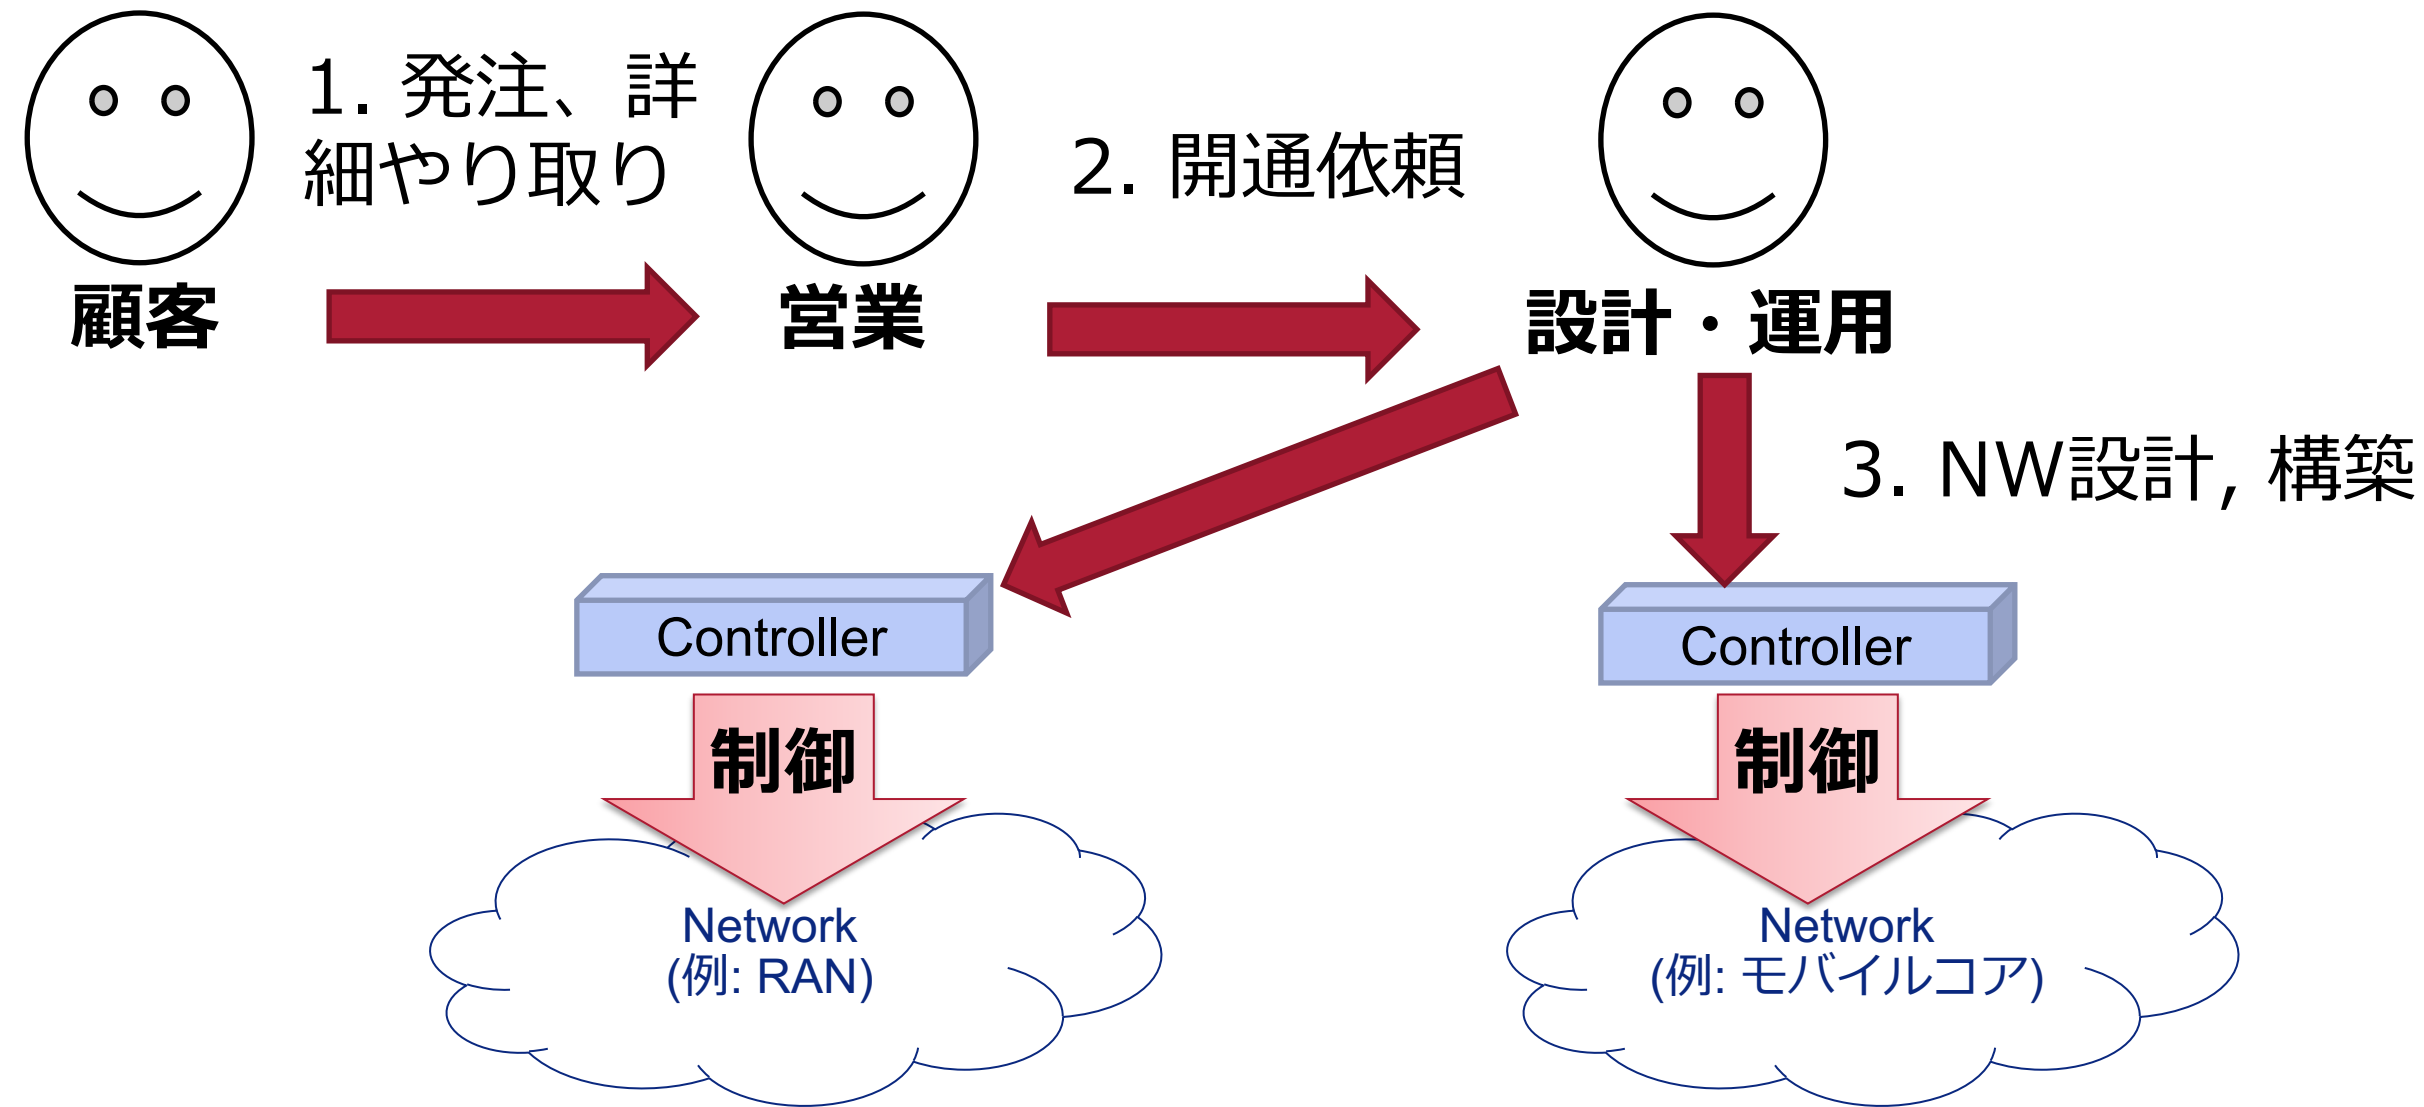 1. 発注、詳
細やり取り
2. 開通依頼
顧客
営業
設計・運用
3. NW設計, 構築
Controller
Controller
制御
制御
Network
(例: RAN)
Network
(例: モバイルコア)